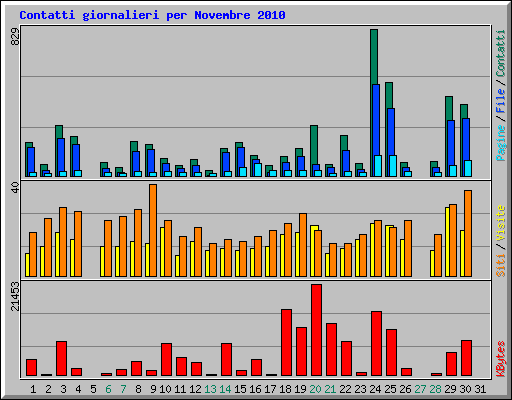 Contatti giornalieri per Novembre 2010
829
Pagine / File / Contatti
40
Siti / Visite
21453
KBytes
1 2 3 4 5 6 7 8 9 10 11 12 13 14 15 16 17 18 19 20 21 22 23 24 25 26 27 28 29 30 31